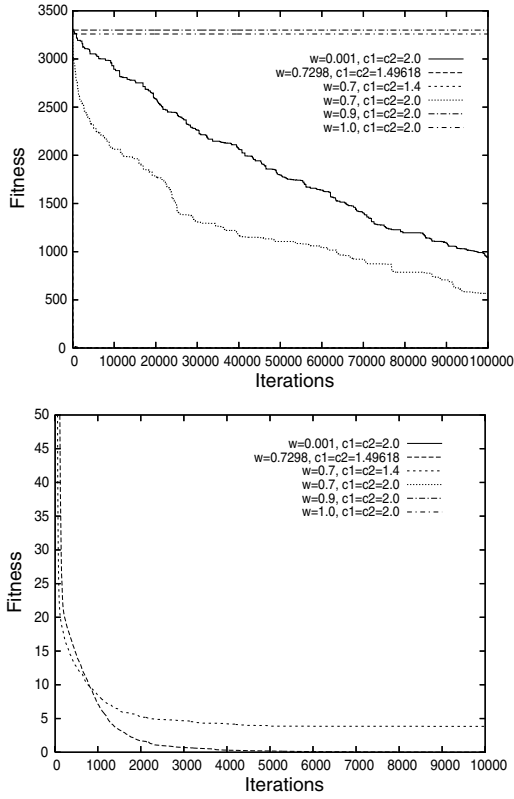 3500
3000
2500
2000
1500
1000
500
0
Fitness
w=0.001, c1=c2=2.0
w=0.7298, c1=c2=1.49618
w=0.7, c1=c2=1.4
w=0.7, c1=c2=2.0
w=0.9, c1=c2=2.0
w=1.0, c1=c2=2.0
0 10000 20000 30000 40000 50000 60000 70000 80000 90000 100000
Iterations
50
45
40
35
30
25
20
15
10
5
0
Fitness
w=0.001, c1=c2=2.0
w=0.7298, c1=c2=1.49618
w=0.7, c1=c2=1.4
w=0.7, c1=c2=2.0
w=0.9, c1=c2=2.0
w=1.0, c1=c2=2.0
0 1000 2000 3000 4000 5000 6000 7000 8000 9000 10000
Iterations